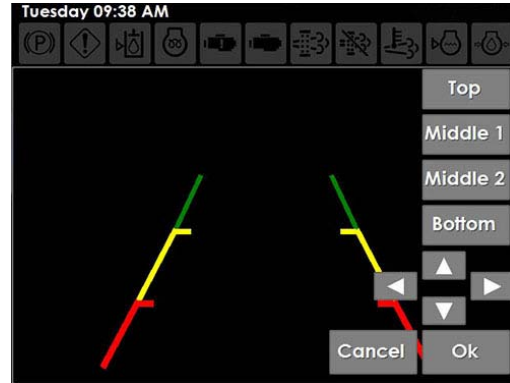 Tuesday 09:38 AM
(P)
Top
Middle 1
Middle 2
Bottom
Cancel
Ok